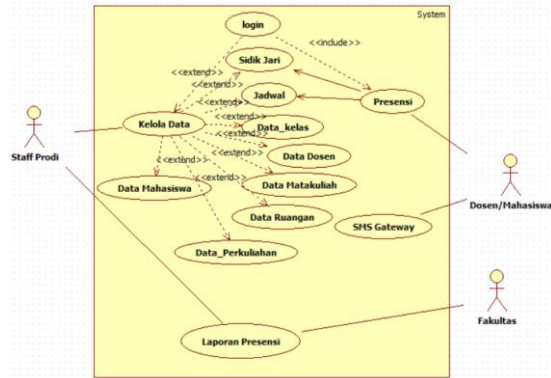 System
login
<<include>>
<<extend>>
Sidik Jari
<<extend>>
Jadwal
Presensi
<<extend>>
Kelola Data
<<extend>>
Data_kelas
<<extend>>
Data Dosen
Staff Prodi
<<extend>>
<<extend>>
Data Mahasiswa
Data Matakuliah
Dosen/Mahasiswa
Data Ruangan
SMS Gateway
Data_Perkuliahan
Fakultas
Laporan Presensi